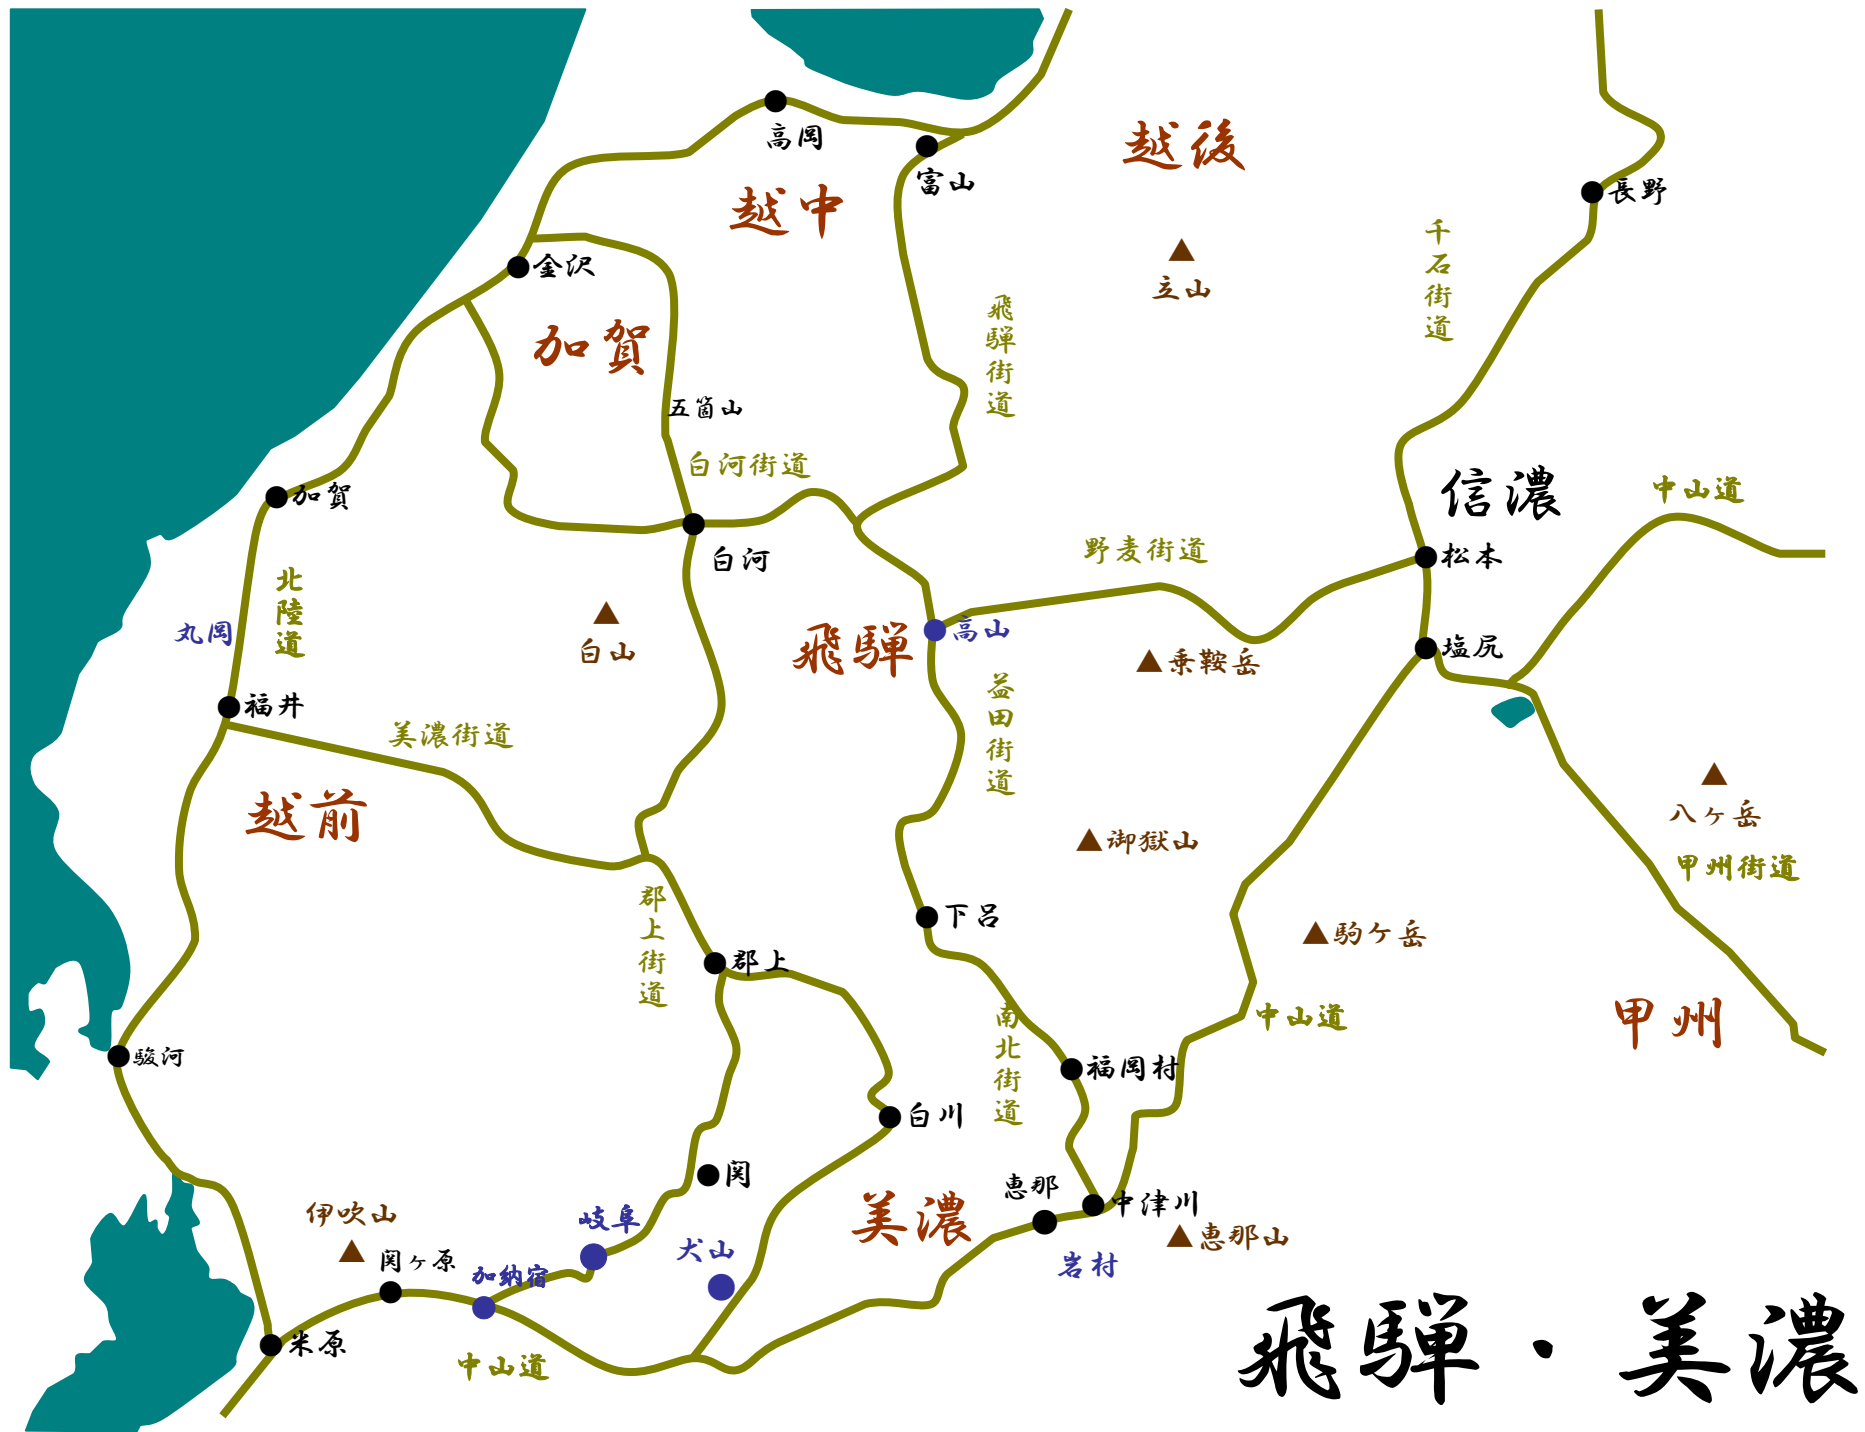 高岡
富山
越後
越中
長野
千石街道
金沢
立山
飛騨街道
加賀
五箇山
白河街道
信濃
中山道
加賀
白河
野麦街道
松本
北陸道
丸岡
白山
飛騨
高山
乗鞍岳
塩尻
益田街道
福井
美濃街道
越前
御嶽山
八ヶ岳
甲州街道
郡上街道
下呂
駒ケ岳
郡上
南北街道
中山道
甲州
駿河
福岡村
白川
関
恵那
中津川
伊吹山
岐阜
美濃
恵那山
関ヶ原
加納宿
犬山
岩村
米原
中山道
飛騨・美濃